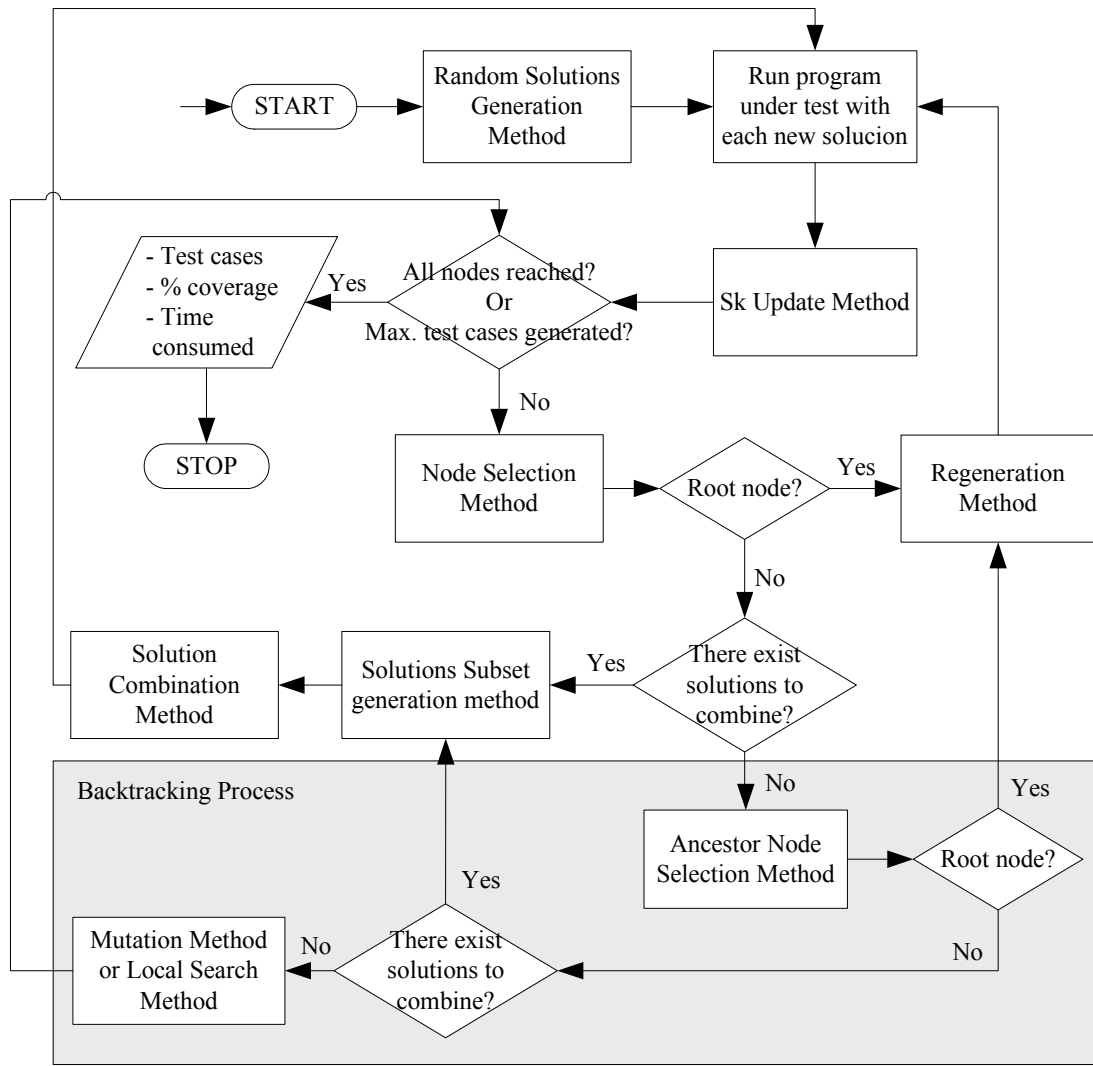 START
Random Solutions
Generation
Method
Run program
under test with
each new solucion
- Test cases
- % coverage
- Time
consumed
Yes
All nodes reached?
Or
Max. test cases generated?
Sk Update Method
No
STOP
Node Selection
Method
Root node?
Yes
Regeneration
Method
No
Solution
Combination
Method
Solutions Subset
generation method
Yes
There exist
solutions to
combine?
Backtracking Process
No
Yes
Ancestor Node
Selection Method
Root node?
Yes
Mutation Method
or Local Search
Method
No
There exist
solutions to
combine?
No